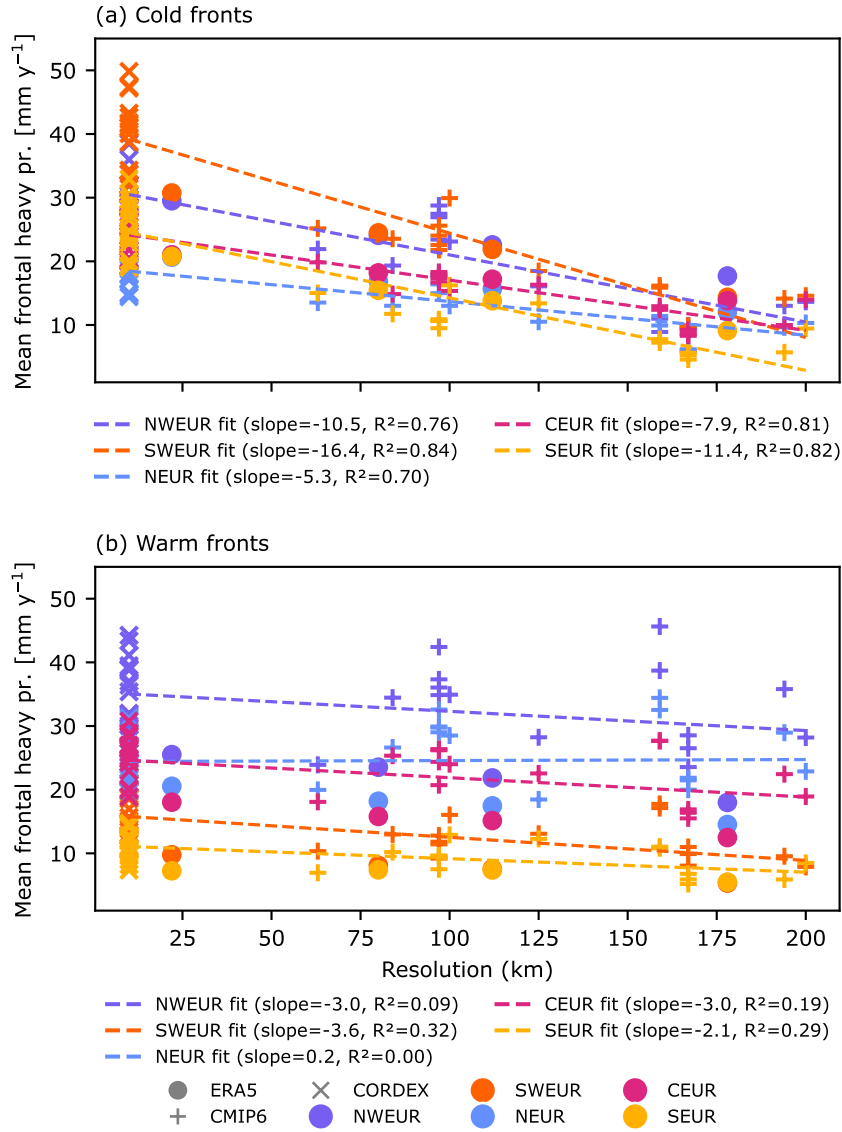 (a) Cold fronts
Mean frontal heavy pr. [mm y⁻¹]
50
40
30
20
10
NWEUR fit (slope=-10.5, R²=0.76)
SWEUR fit (slope=-16.4, R²=0.84)
NEUR fit (slope=-5.3, R²=0.70)
CEUR fit (slope=-7.9, R²=0.81)
SEUR fit (slope=-11.4, R²=0.82)
(b) Warm fronts
Mean frontal heavy pr. [mm y⁻¹]
50
40
30
20
10
25 50 75 100 125 150 175 200
Resolution (km)
NWEUR fit (slope=-3.0, R²=0.09)
SWEUR fit (slope=-3.6, R²=0.32)
NEUR fit (slope=0.2, R²=0.00)
CEUR fit (slope=-3.0, R²=0.19)
SEUR fit (slope=-2.1, R²=0.29)
ERA5 CORDEX SWEUR CEUR
CMIP6 NWEUR NEUR SEUR